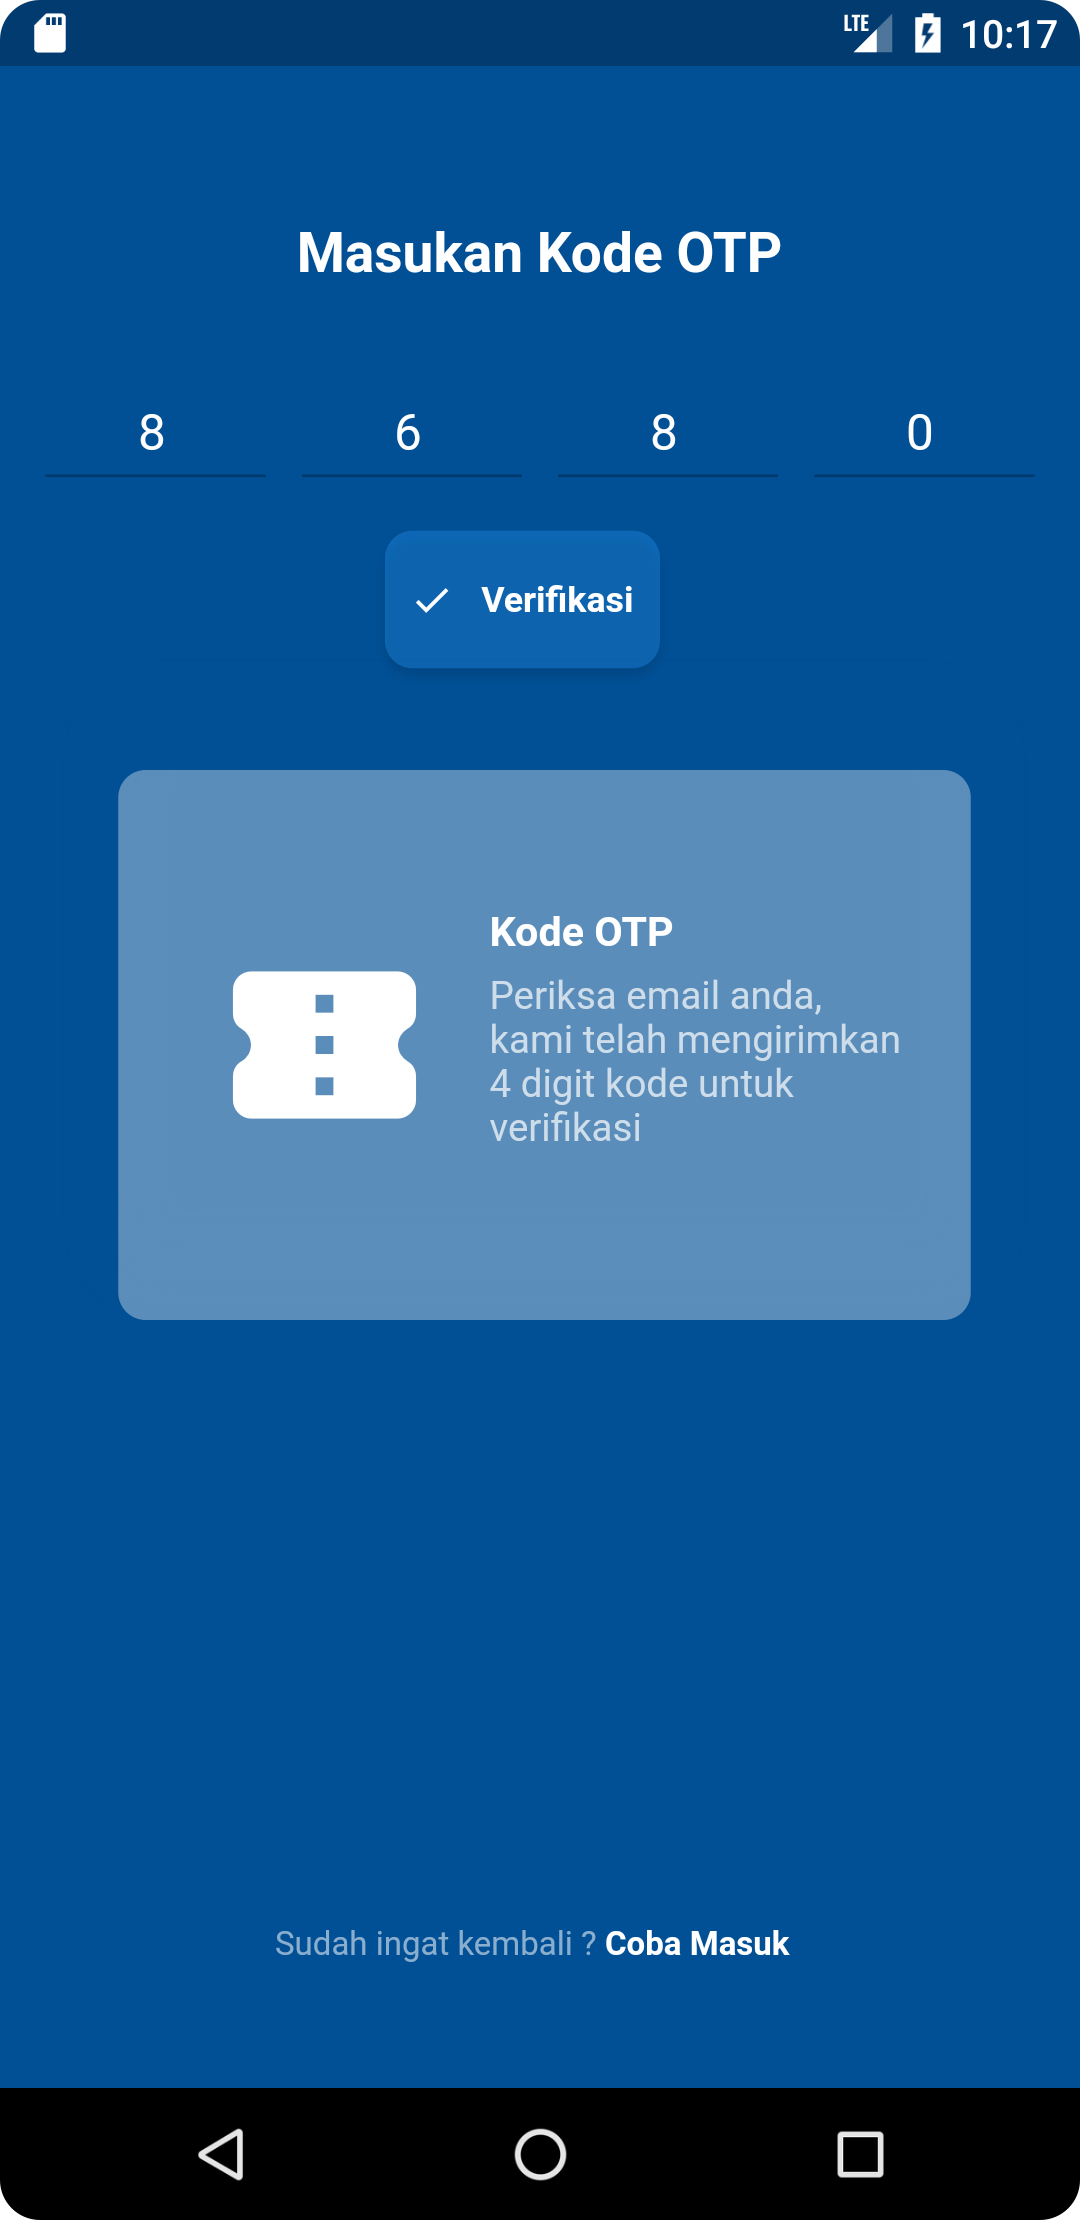 LTE 10:17
Masukan Kode OTP
8 6 8 0
Verifikasi
Kode OTP
Periksa email anda,
kami telah mengirimkan
4 digit kode untuk
verifikasi
Sudah ingat kembali ? Coba Masuk